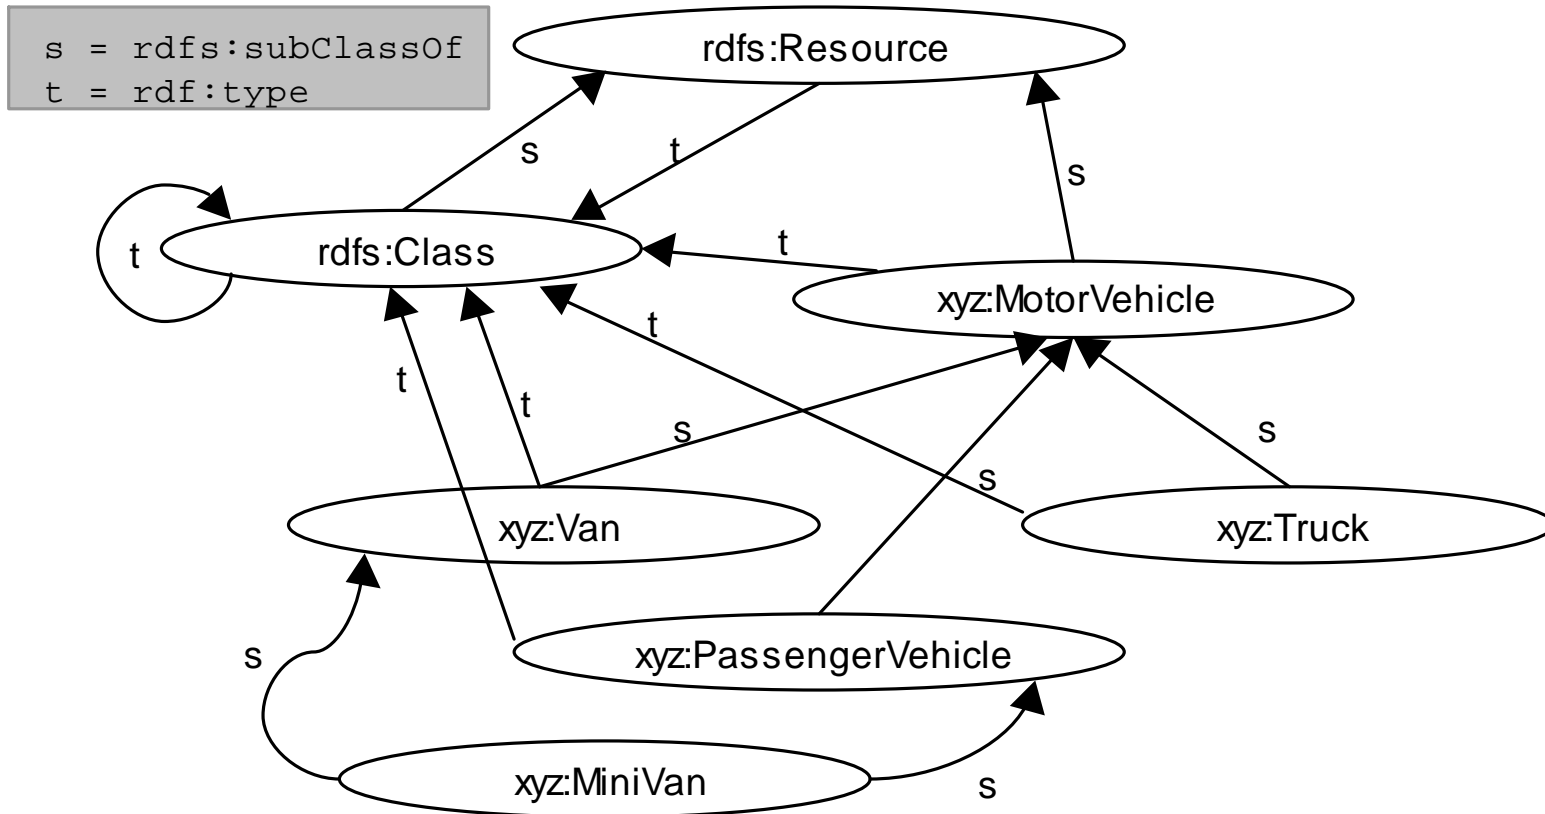 s = rdfs:subClassOf
t = rdf:type
rdfs:Resource
s
t
s
t
rdfs:Class
t
xyz:MotorVehicle
t
t
t
s
s
s
xyz:Van
xyz:Truck
s
xyz:PassengerVehicle
xyz:MiniVan
s